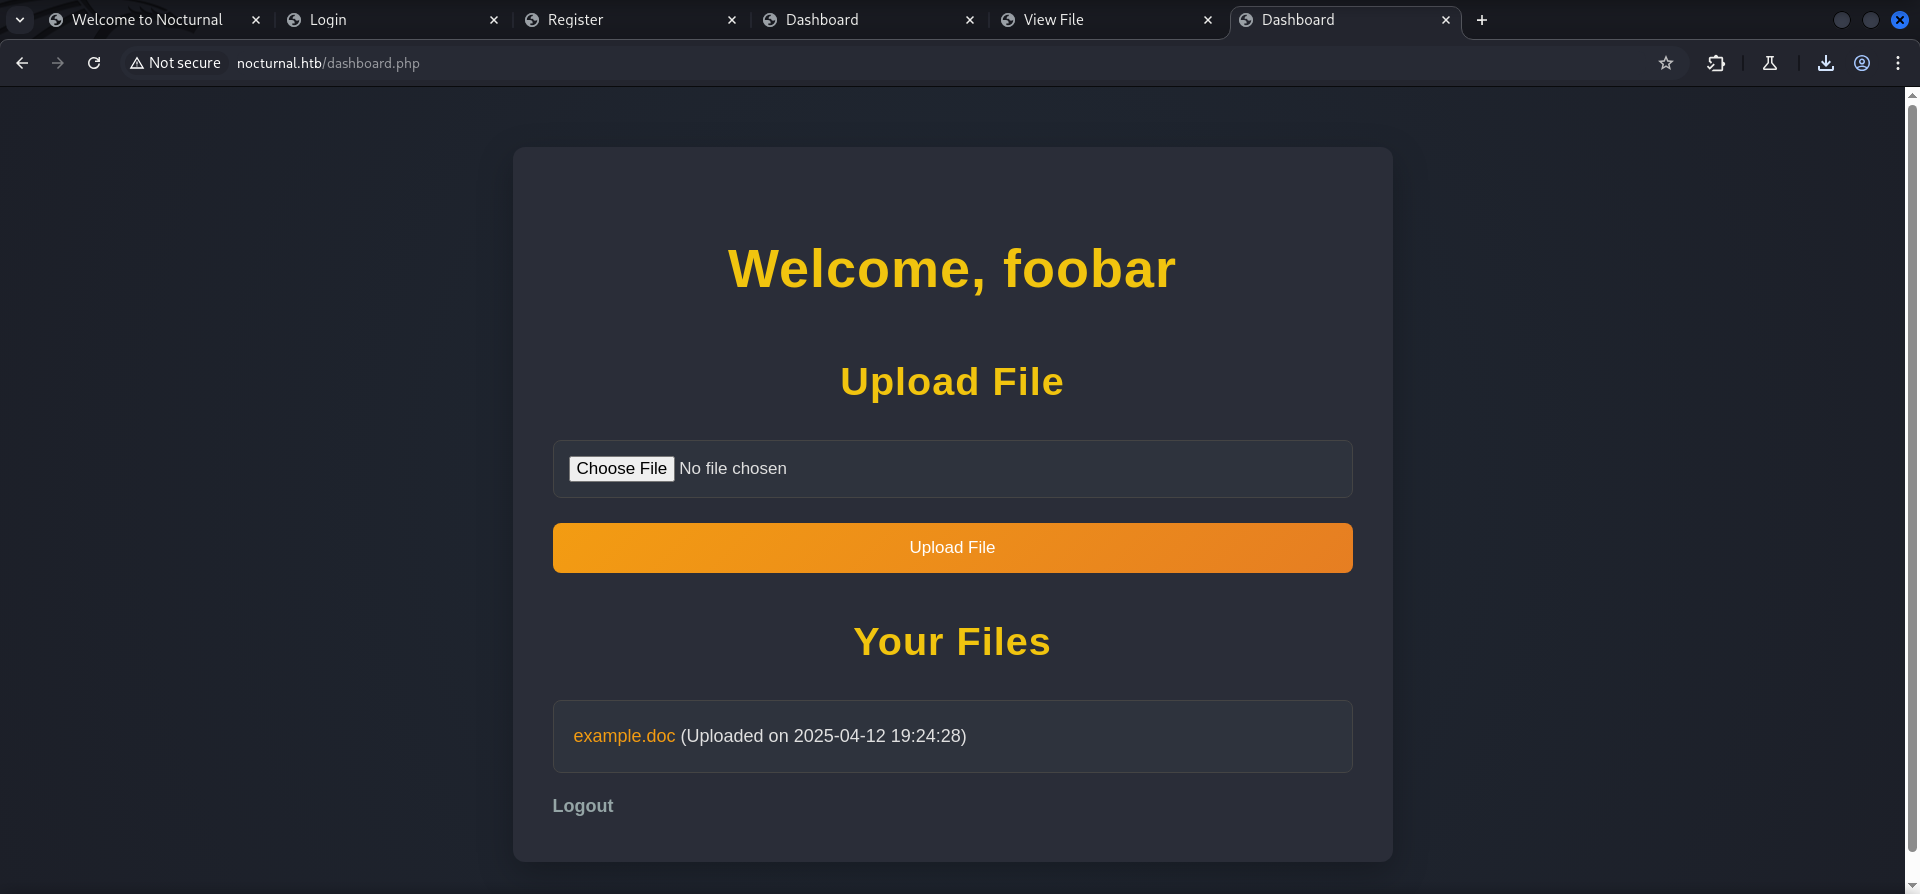 Welcome to Nocturnal
Login
Register
Dashboard
View File
Dashboard
Not secure
nocturnal.htb/dashboard.php
Welcome, foobar
Upload File
Choose File No file chosen
Upload File
Your Files
example.doc (Uploaded on 2025-04-12 19:24:28)
Logout